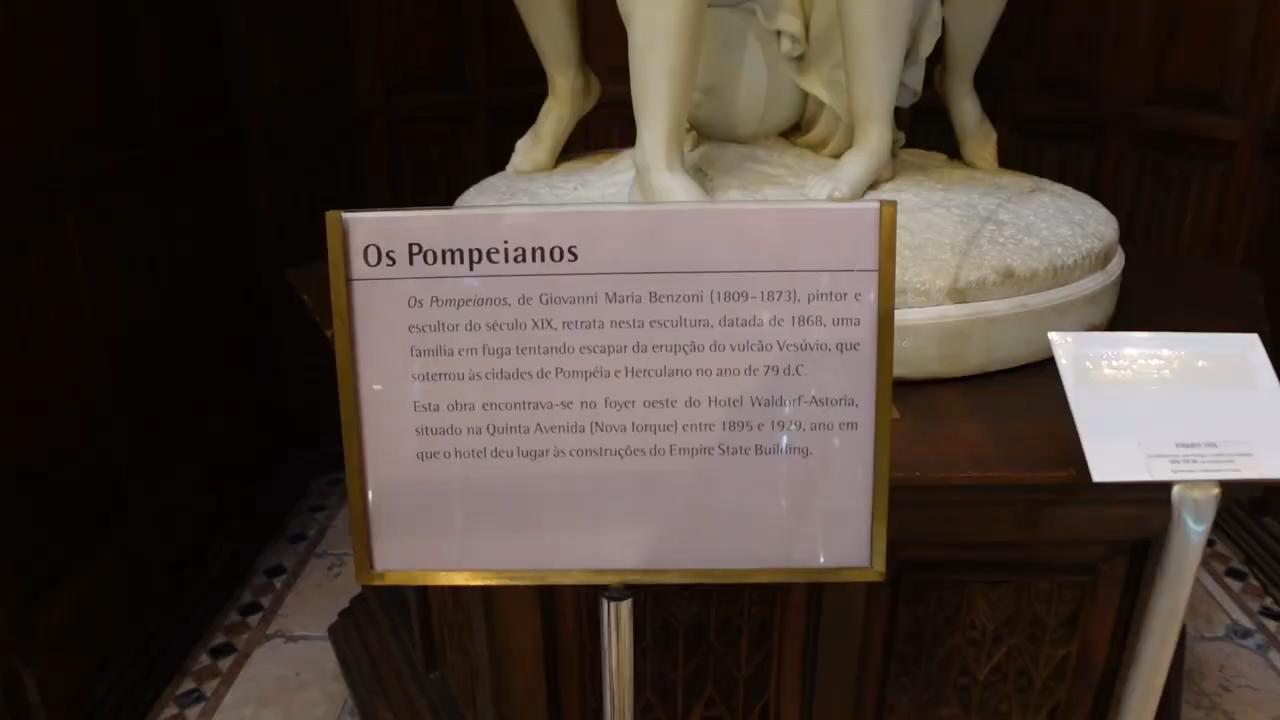 Os Pompeianos
Os Pompeianos, de Giovanni Maria Benzoni (1809-1873), pintor e
escultor do século XIX, retrata nesta escultura, datada de 1868, uma
família em fuga tentando escapar da erupção do vulcão Vesúvio, que
soterrou às cidades de Pompéia e Herculano no ano de 79 d.C.
Esta obra encontrava-se no foyer oeste do Hotel Waldorf-Astoria,
situado na Quinta Avenida (Nova Iorque) entre 1895 e 1929, ano em
que o hotel deu lugar às construções do Empire State Building.